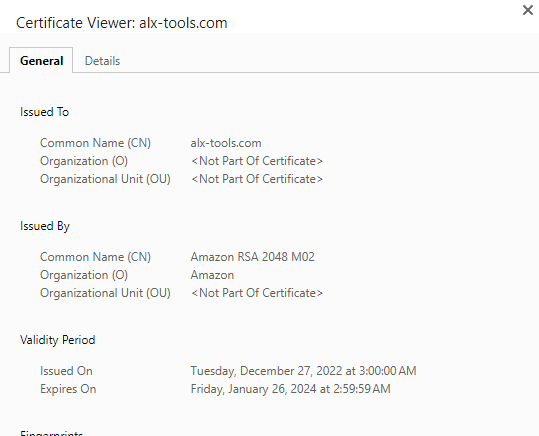 Certificate Viewer: alx-tools.com
General Details
Issued To
Common Name (CN) alx-tools.com
Organization (O) <Not Part Of Certificate>
Organizational Unit (OU) <Not Part Of Certificate>
Issued By
Common Name (CN) Amazon RSA 2048 M02
Organization (O) Amazon
Organizational Unit (OU) <Not Part Of Certificate>
Validity Period
Issued On Tuesday, December 27, 2022 at 3:00:00 AM
Expires On Friday, January 26, 2024 at 2:59:59 AM
Fingerprints